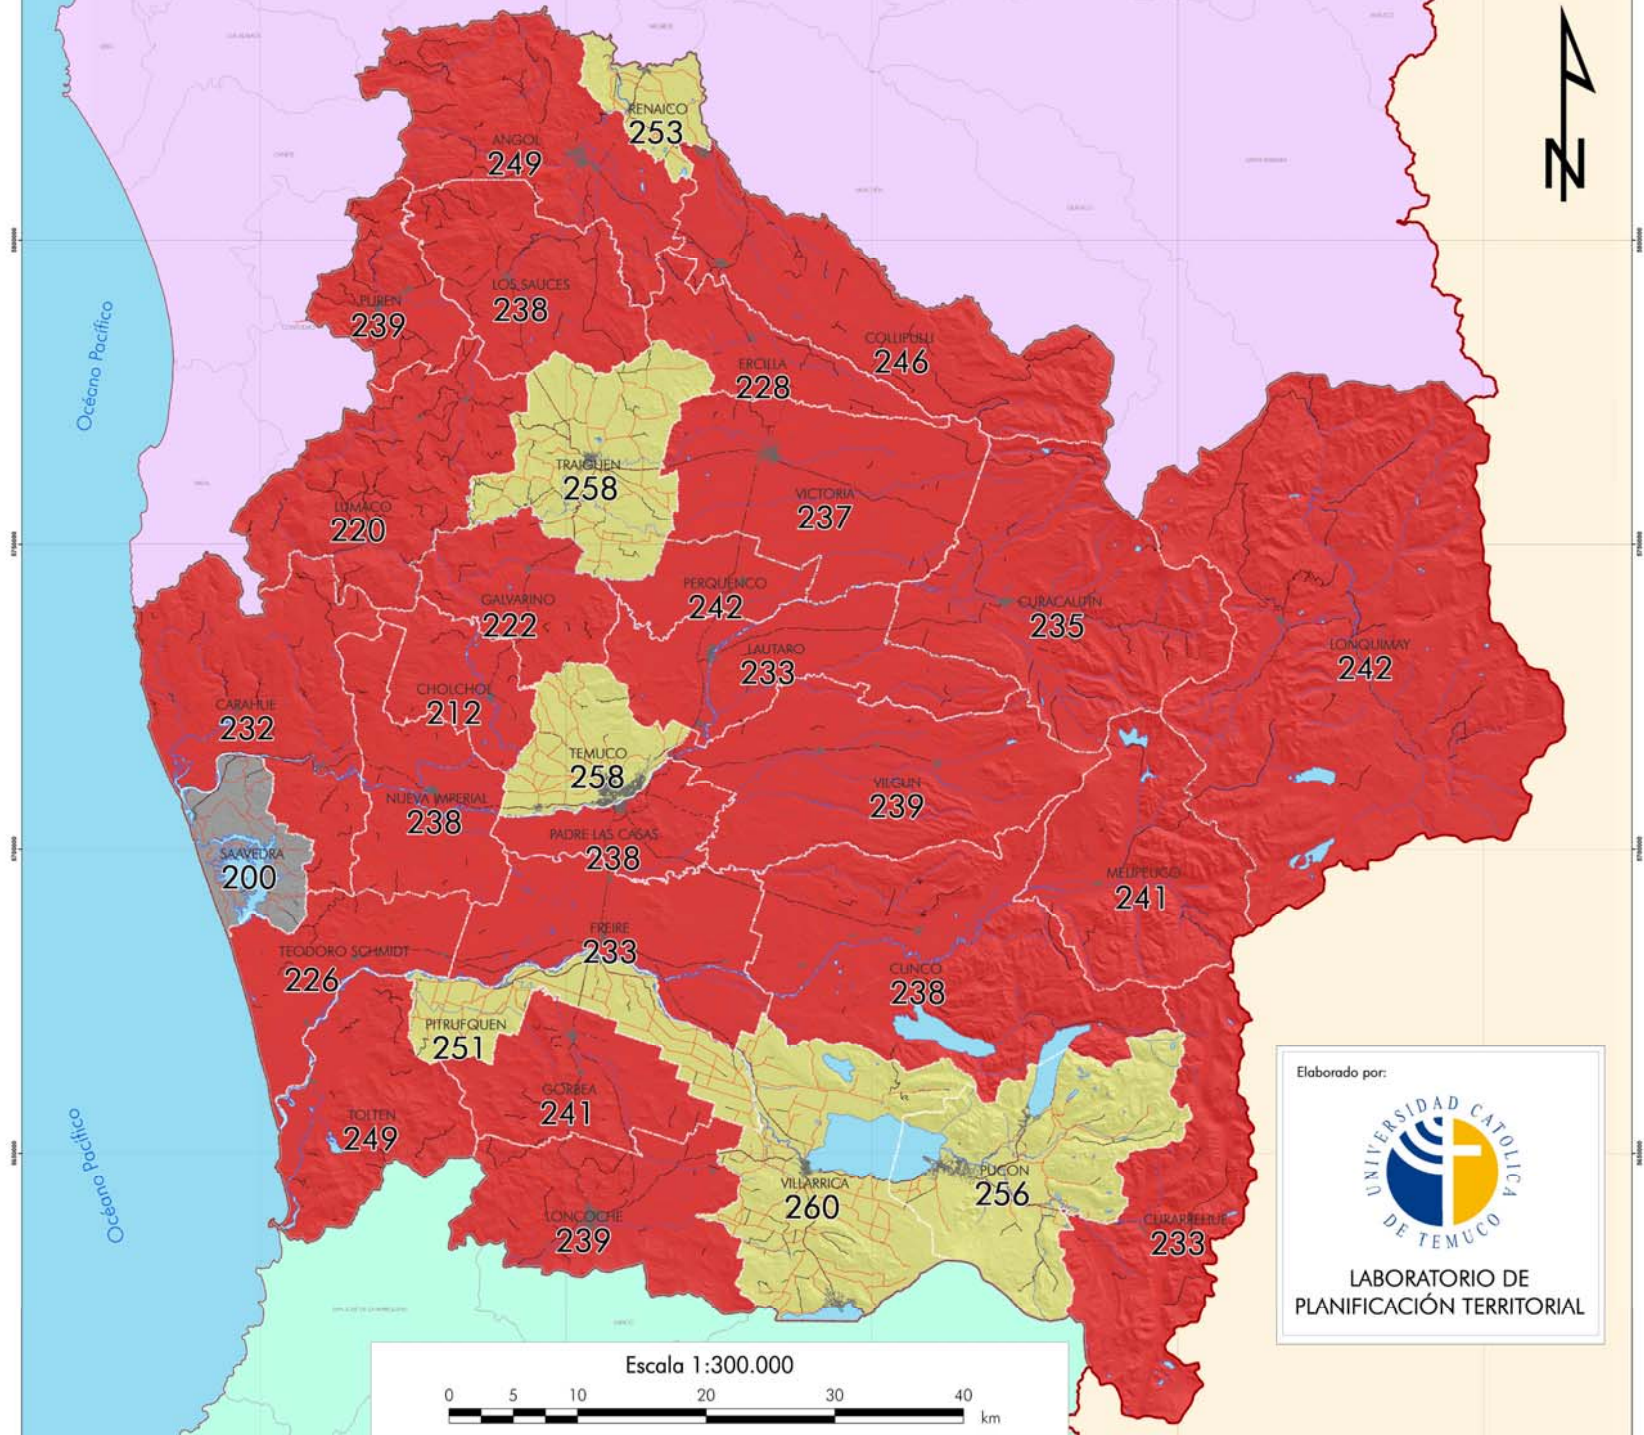 RENAICO
253
ANGOL
249
Océano Pacífico
PUREN
239
LOS SAUCES
238
COLLIPULLI
246
ERCILLA
228
TRAIGUEN
258
VICTORIA
237
LUMACO
220
PERQUENCO
242
GALVARINO
222
CURACAUTIN
235
LONQUIMAY
242
LAUTARO
233
CHOLCHOL
212
CARAHUE
232
TEMUCO
258
VILCUN
239
NUEVA IMPERIAL
238
PADRE LAS CASAS
238
SAAVEDRA
200
MELIPEUCO
241
FREIRE
233
TEODORO SCHMIDT
226
CUNCO
238
PITRUFQUEN
251
GORBEA
241
TOLTEN
249
Océano Pacífico
PUCON
256
VILLARRICA
260
LONCOCHE
239
CURARREHUE
233
N
Elaborado por:
UNIVERSIDAD CATOLICA
DE TEMUCO
LABORATORIO DE
PLANIFICACIÓN TERRITORIAL
Escala 1:300.000
0 5 10 20 30 40
km